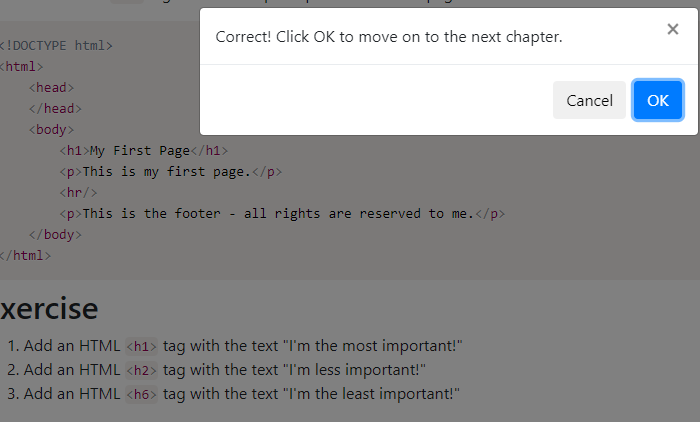 Correct! Click OK to move on to the next chapter.
×
Cancel
OK
<!DOCTYPE html>
<html>
<head>
</head>
<body>
<h1>My First Page</h1>
<p>This is my first page.</p>
<hr/>
<p>This is the footer - all rights are reserved to me.</p>
</body>
</html>
xercise
1. Add an HTML <h1> tag with the text "I'm the most important!"
2. Add an HTML <h2> tag with the text "I'm less important!"
3. Add an HTML <h6> tag with the text "I'm the least important!"